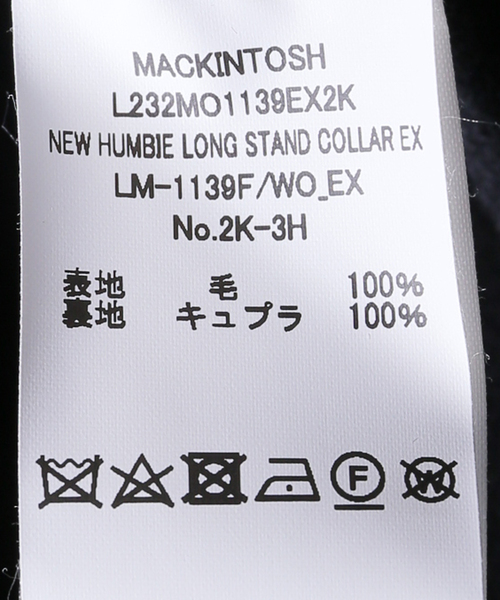 MACKINTOSH
L232MO1139EX2K
NEW HUMBIE LONG STAND COLLAR EX
LM-1139F/WO_EX
No.2K-3H
表地 毛 100%
裏地 キュプラ 100%
F W